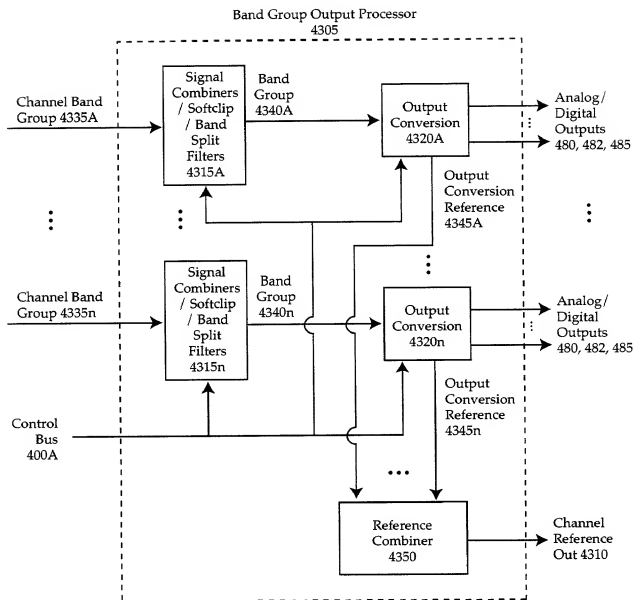 Band Group Output Processor
4305
Channel Band
Group 4335A
Signal
Combiners
/ Softclip
/ Band
Split
Filters
4315A
Band
Group
4340A
Output
Conversion
4320A
Analog/
Digital
Outputs
480, 482, 485
Output
Conversion
Reference
4345A
Channel Band
Group 4335n
Signal
Combiners
/ Softclip
/ Band
Split
Filters
4315n
Band
Group
4340n
Output
Conversion
4320n
Analog/
Digital
Outputs
480, 482, 485
Output
Conversion
Reference
4345n
Control
Bus
400A
Reference
Combiner
4350
Channel
Reference
Out 4310